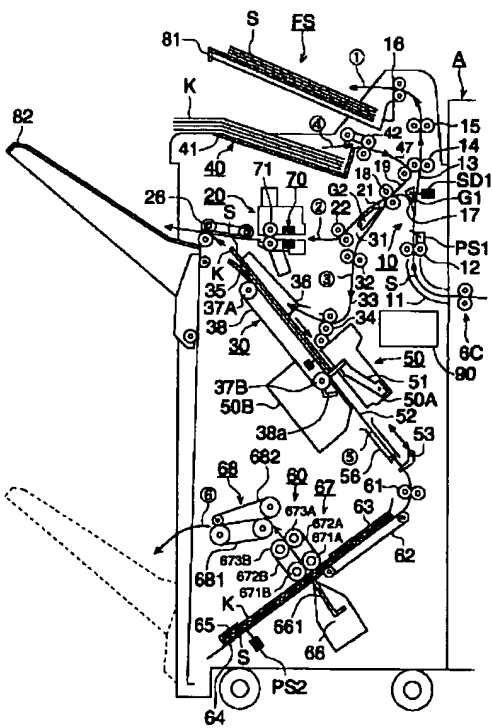 81
S
FS
16
A
①
K
82
15
④
42
47
14
41
40
71
19
13
20
70
18
SD1
26
G2
21
G1
S
②
22
17
31
10
PS1
K
36
③
32
12
35
S
37A
33
11
38
34
6C
30
50
90
37B
51
50B
50A
38a
52
⑤
53
682
56
68
60
67
61
⑥
673A
63
672A
671A
681
673B
62
672B
671B
K
65
661
66
S
PS2
64